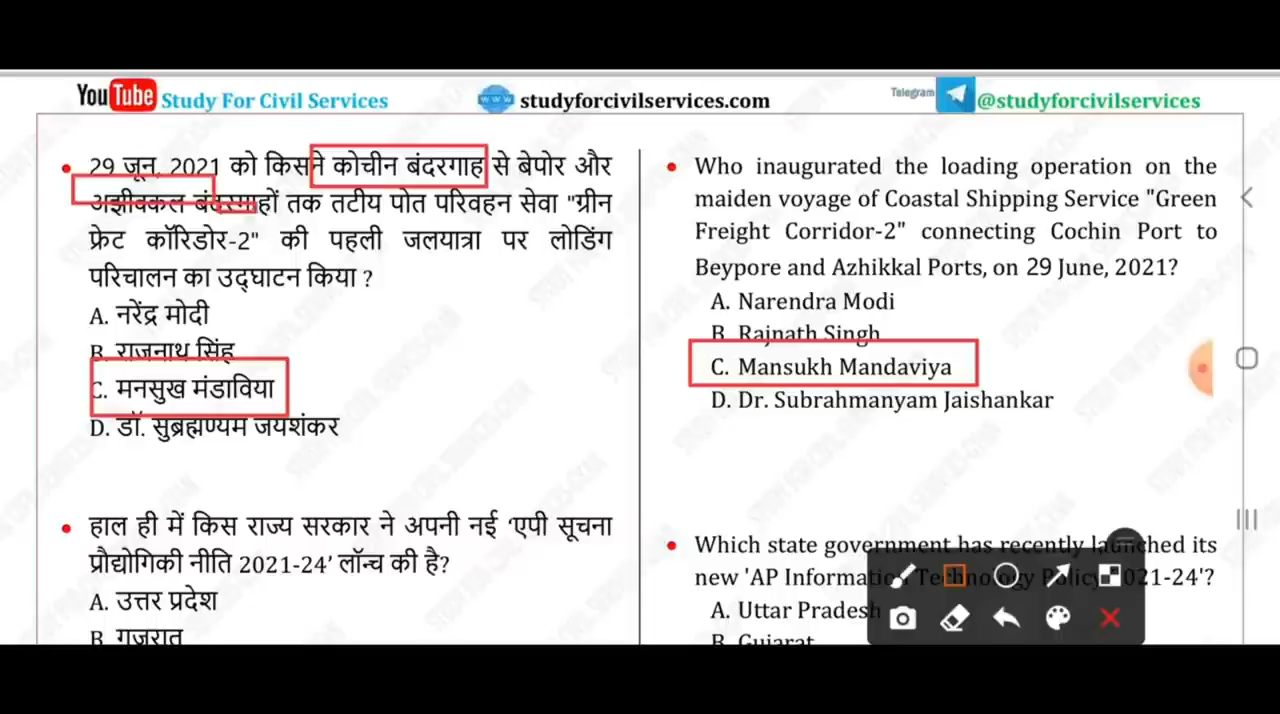 YouTube Study For Civil Services
www studyforcivilservices.com
Telegram @studyforcivilservices
• 29 जून, 2021 को किसने कोचीन बंदरगाह से बेपोर और
अझीक्कल बंदरगाहों तक तटीय पोत परिवहन सेवा "ग्रीन
फ्रेट कॉरिडोर-2" की पहली जलयात्रा पर लोडिंग
परिचालन का उद्घाटन किया ?
A. नरेंद्र मोदी
B. राजनाथ सिंह
C. मनसुख मंडाविया
D. डॉ. सुब्रह्मण्यम जयशंकर
• हाल ही में किस राज्य सरकार ने अपनी नई ‘एपी सूचना
प्रौद्योगिकी नीति 2021-24’ लॉन्च की है?
A. उत्तर प्रदेश
B. गुजरात
• Who inaugurated the loading operation on the
maiden voyage of Coastal Shipping Service "Green
Freight Corridor-2" connecting Cochin Port to
Beypore and Azhikkal Ports, on 29 June, 2021?
A. Narendra Modi
B. Rajnath Singh
C. Mansukh Mandaviya
D. Dr. Subrahmanyam Jaishankar
• Which state government has recently launched its
new 'AP Information Technology Policy 2021-24'?
A. Uttar Pradesh
B. Gujarat